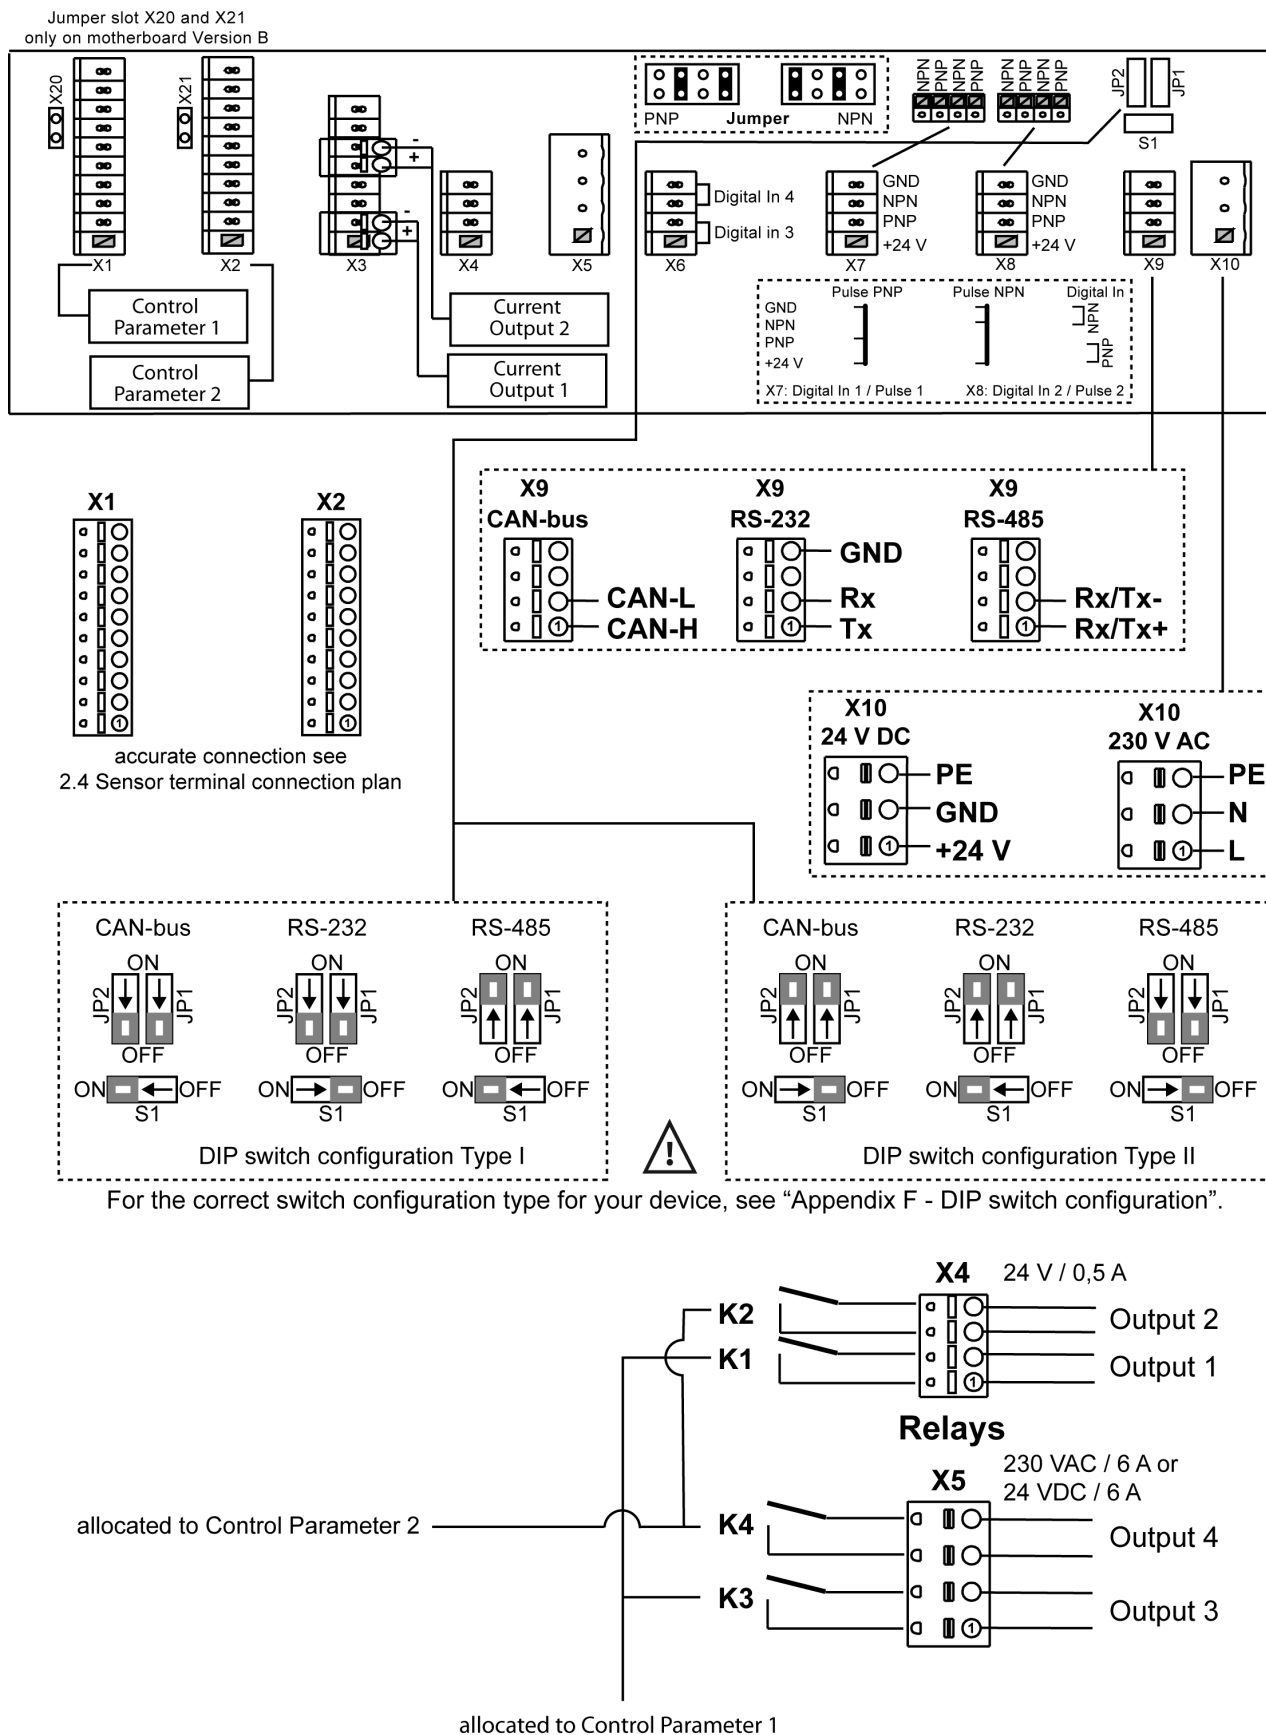 Jumper slot X20 and X21
only on motherboard Version B
X20
X21
NPN
PNP
NPN
PNP
NPN
PNP
NPN
PNP
JP2
JP1
PNP Jumper NPN
S1
-
+
-
+
Digital In 4
Digital in 3
GND
NPN
PNP
+24 V
GND
NPN
PNP
+24 V
X1
X2
X3
X4
X5
X6
X7
X8
X9
X10
Control
Parameter 1
Control
Parameter 2
Current
Output 2
Current
Output 1
Pulse PNP Pulse NPN Digital In
GND
NPN
PNP
+24 V
NPN
PNP
X7: Digital In 1 / Pulse 1 X8: Digital In 2 / Pulse 2
X1
X2
1
1
accurate connection see
2.4 Sensor terminal connection plan
X9
CAN-bus
CAN-L
1 CAN-H
X9
RS-232
GND
Rx
1 Tx
X9
RS-485
Rx/Tx-
1 Rx/Tx+
X10
24 V DC
PE
GND
1 +24 V
X10
230 V AC
PE
N
1 L
CAN-bus RS-232 RS-485
ON ON ON
JP2 JP1 JP2 JP1 JP2 JP1
OFF OFF OFF
ON OFF ON OFF ON OFF
S1 S1 S1
DIP switch configuration Type I
CAN-bus RS-232 RS-485
ON ON ON
JP2 JP1 JP2 JP1 JP2 JP1
OFF OFF OFF
ON OFF ON OFF ON OFF
S1 S1 S1
DIP switch configuration Type II
!
For the correct switch configuration type for your device, see “Appendix F - DIP switch configuration”.
X4 24 V / 0,5 A
K2
Output 2
K1
Output 1
1
Relays
X5
230 VAC / 6 A or
24 VDC / 6 A
allocated to Control Parameter 2
K4
Output 4
K3
Output 3
1
allocated to Control Parameter 1